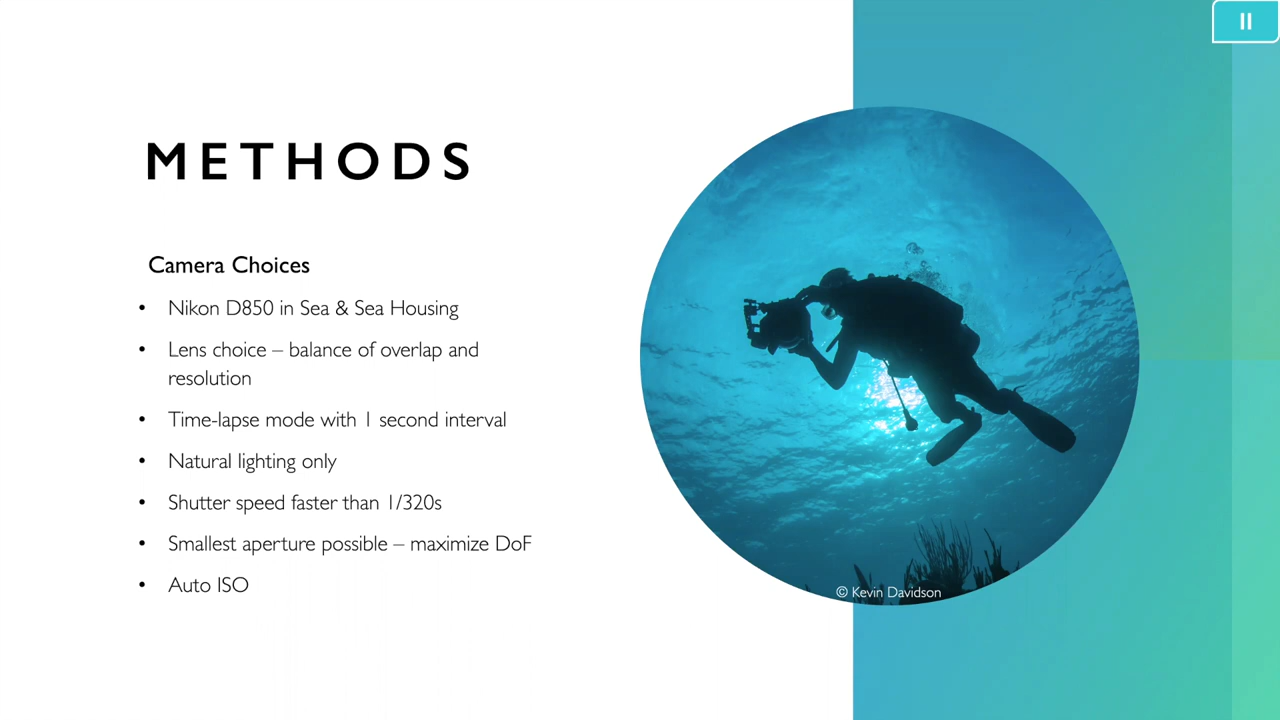 METHODS
Camera Choices
• Nikon D850 in Sea & Sea Housing
• Lens choice – balance of overlap and
resolution
• Time-lapse mode with 1 second interval
• Natural lighting only
• Shutter speed faster than 1/320s
• Smallest aperture possible – maximize DoF
• Auto ISO
© Kevin Davidson